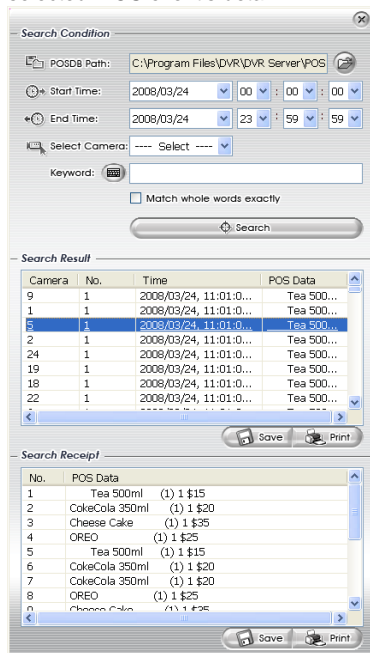 Search Condition
POSDB Path: C:\Program Files\DVR\DVR Server\POS
Start Time: 2008/03/24 00 : 00 : 00
End Time: 2008/03/24 23 : 59 : 59
Select Camera: ---- Select ----
Keyword:
Match whole words exactly
Search
Search Result
Camera No. Time POS Data
9 1 2008/03/24, 11:01:0... Tea 500...
1 1 2008/03/24, 11:01:0... Tea 500...
5 1 2008/03/24, 11:01:0... Tea 500...
2 1 2008/03/24, 11:01:0... Tea 500...
24 1 2008/03/24, 11:01:0... Tea 500...
19 1 2008/03/24, 11:01:0... Tea 500...
18 1 2008/03/24, 11:01:0... Tea 500...
22 1 2008/03/24, 11:01:0... Tea 500...
Save Print
Search Receipt
No. POS Data
1 Tea 500ml (1) 1 $15
2 CokeCola 350ml (1) 1 $20
3 Cheese Cake (1) 1 $35
4 OREO (1) 1 $25
5 Tea 500ml (1) 1 $15
6 CokeCola 350ml (1) 1 $20
7 CokeCola 350ml (1) 1 $20
8 OREO (1) 1 $25
9 Cheese Cake (1) 1 $35
Save Print